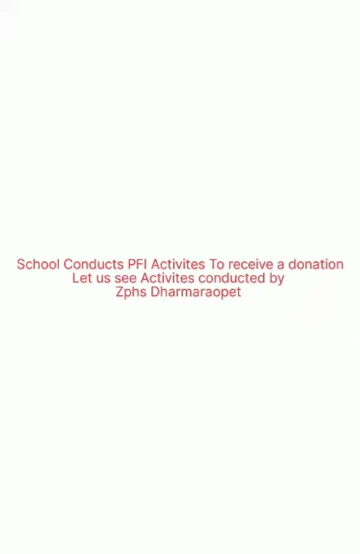 School Conducts PFI Activites To receive a donation
Let us see Activites conducted by
Zphs Dharmaraopet